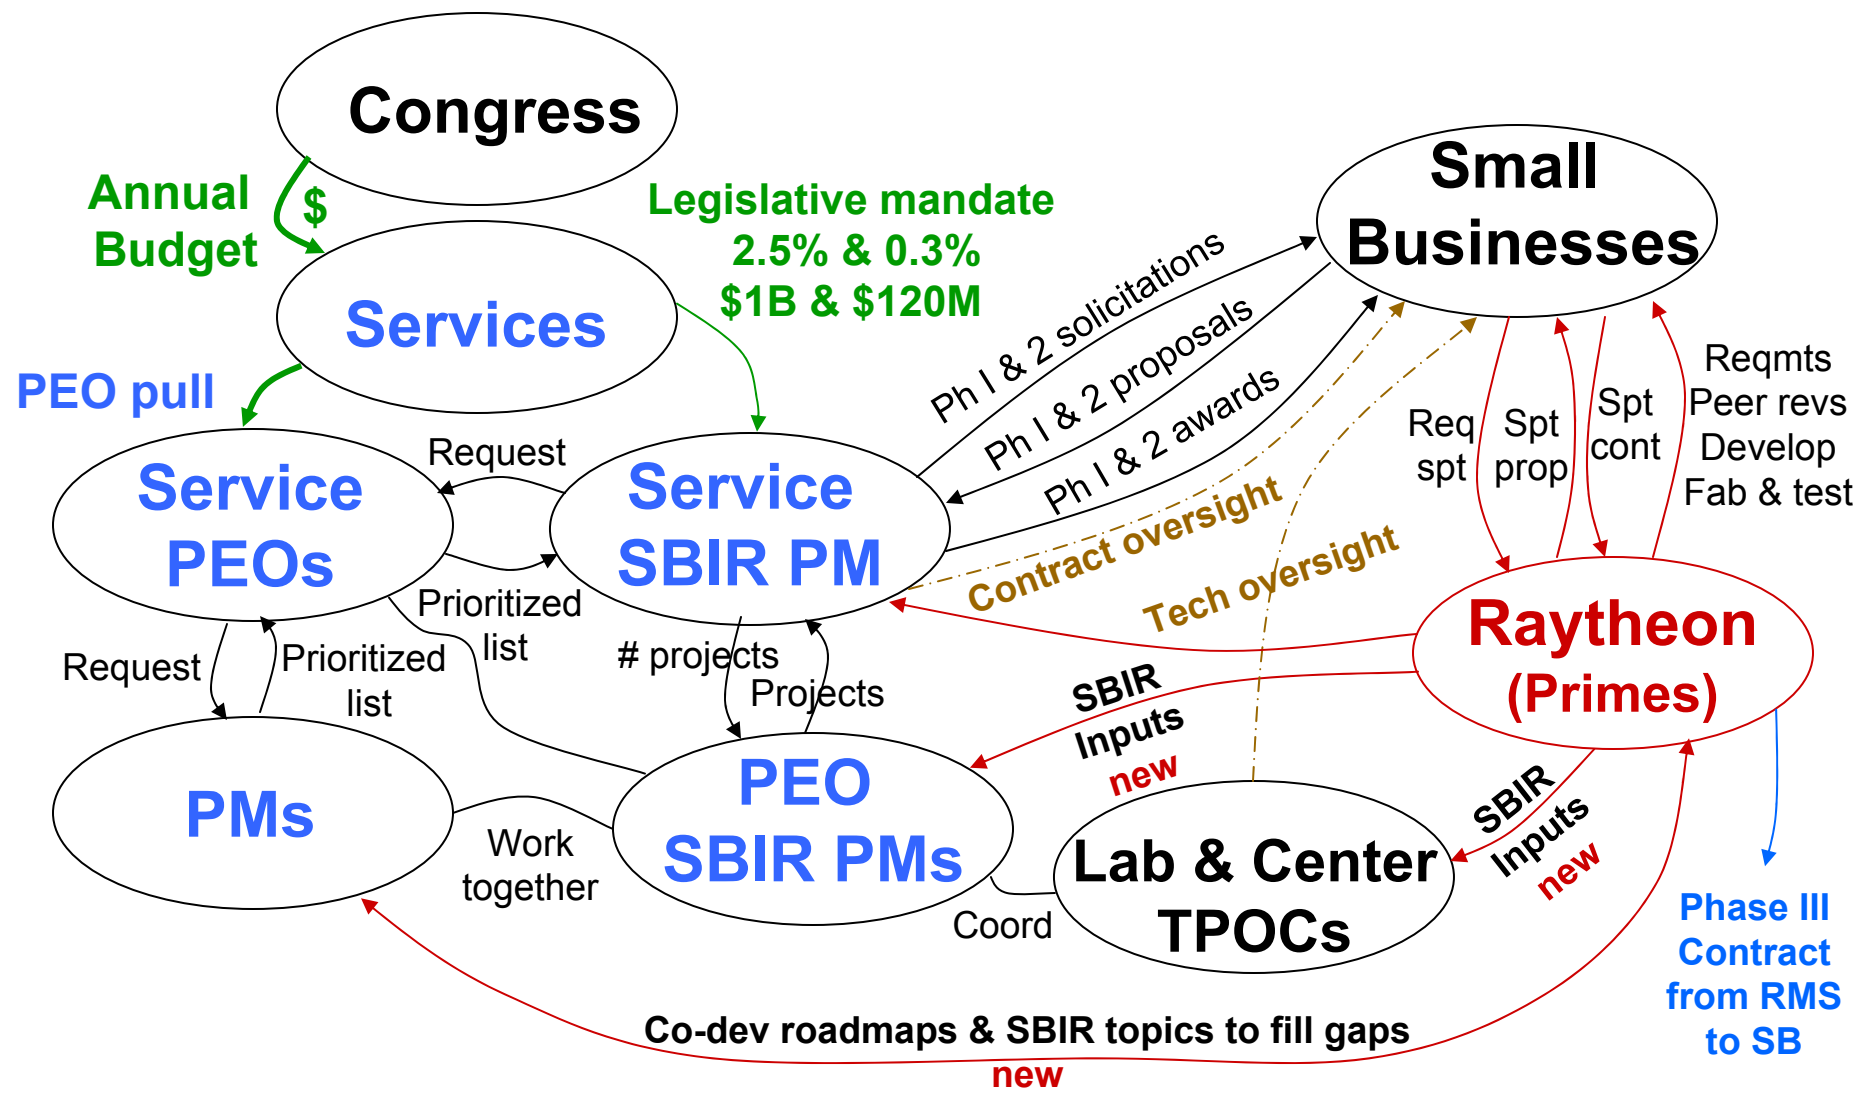 Congress
Annual
Budget
$
Legislative mandate
2.5% & 0.3%
$1B & $120M
Small
Businesses
Services
PEO pull
Ph I & 2 solicitations
Ph I & 2 proposals
Ph I & 2 awards
Contract oversight
Tech oversight
Req
spt
Spt
prop
Spt
cont
Reqmts
Peer revs
Develop
Fab & test
Request
Service
PEOs
Service
SBIR PM
Prioritized
list
Request
Prioritized
list
# projects
Projects
Raytheon
(Primes)
SBIR
Inputs
new
SBIR
Inputs
new
PMs
PEO
SBIR PMs
Work
together
Lab & Center
TPOCs
Coord
Phase III
Contract
from RMS
to SB
Co-dev roadmaps & SBIR topics to fill gaps
new